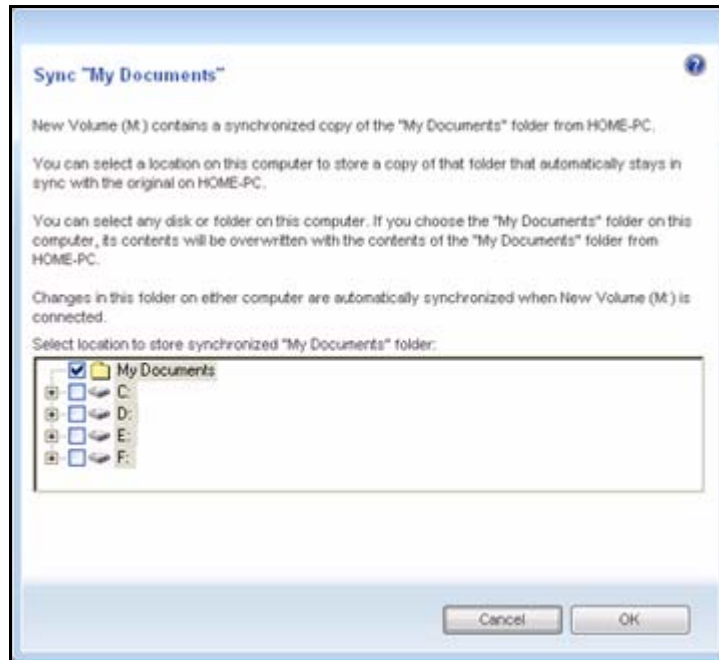 Sync "My Documents"
New Volume (M:) contains a synchronized copy of the "My Documents" folder from HOME-PC.
You can select a location on this computer to store a copy of that folder that automatically stays in
sync with the original on HOME-PC.
You can select any disk or folder on this computer. If you choose the "My Documents" folder on this
computer, its contents will be overwritten with the contents of the "My Documents" folder from
HOME-PC.
Changes in this folder on either computer are automatically synchronized when New Volume (M:) is
connected.
Select location to store synchronized "My Documents" folder:
My Documents
C:
D:
E:
F:
Cancel OK